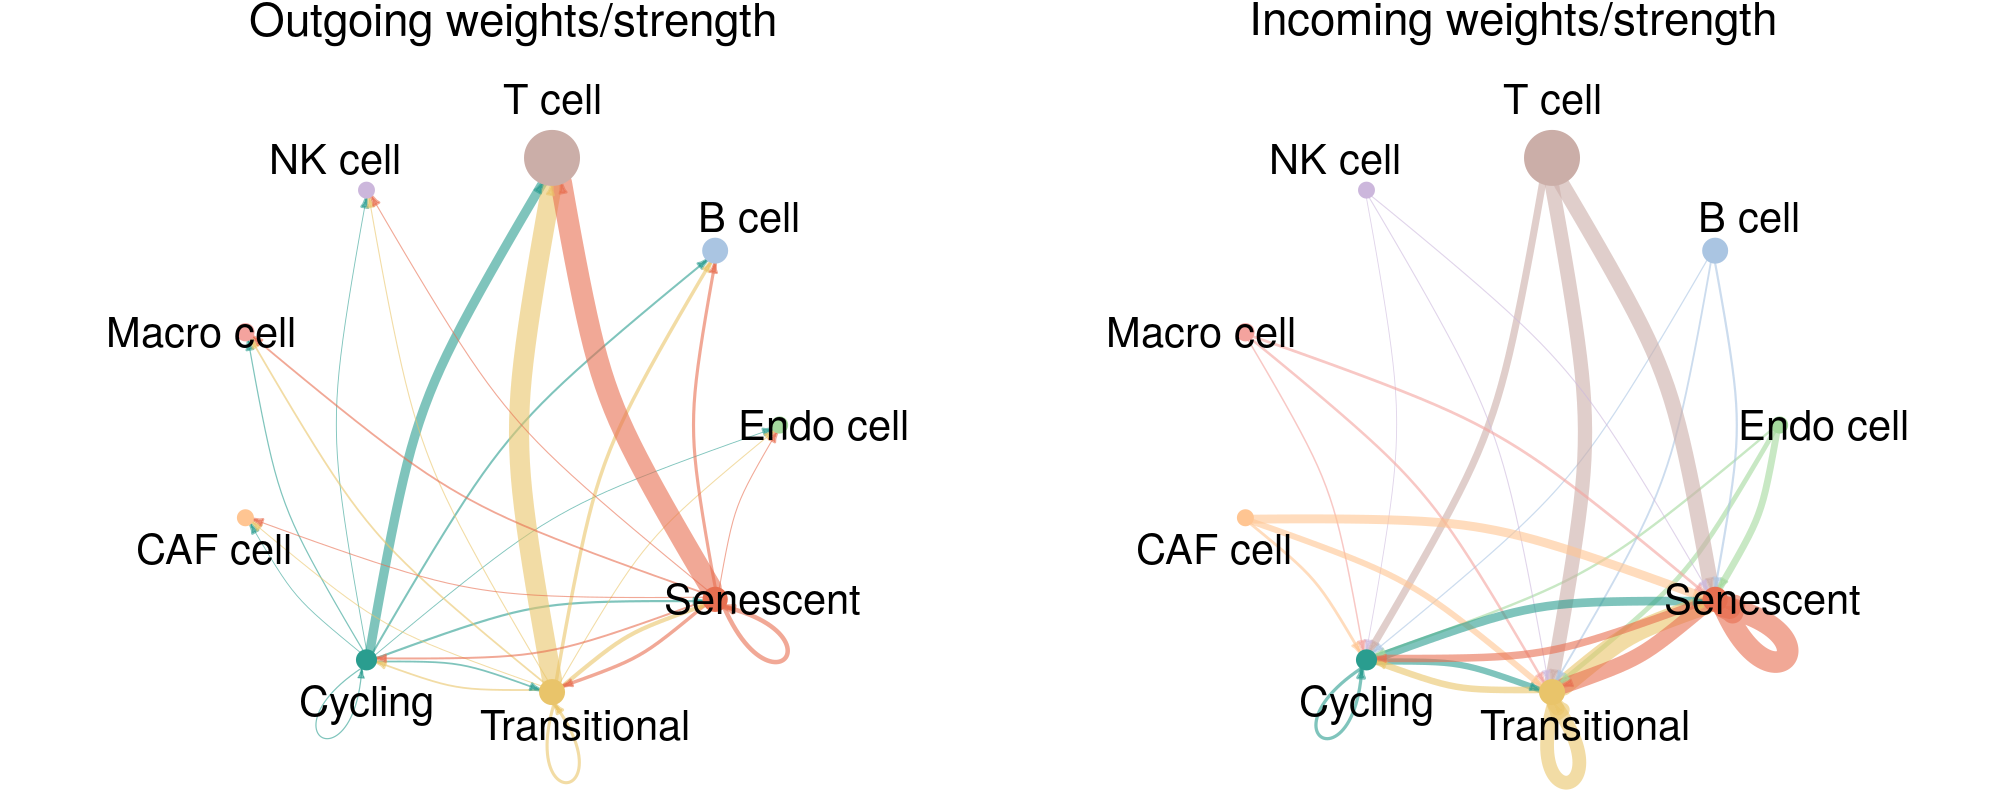 Outgoing weights/strength
T cell
NK cell
B cell
Macro cell
Endo cell
CAF cell
Senescent
Cycling
Transitional
Incoming weights/strength
T cell
NK cell
B cell
Macro cell
Endo cell
CAF cell
Senescent
Cycling
Transitional